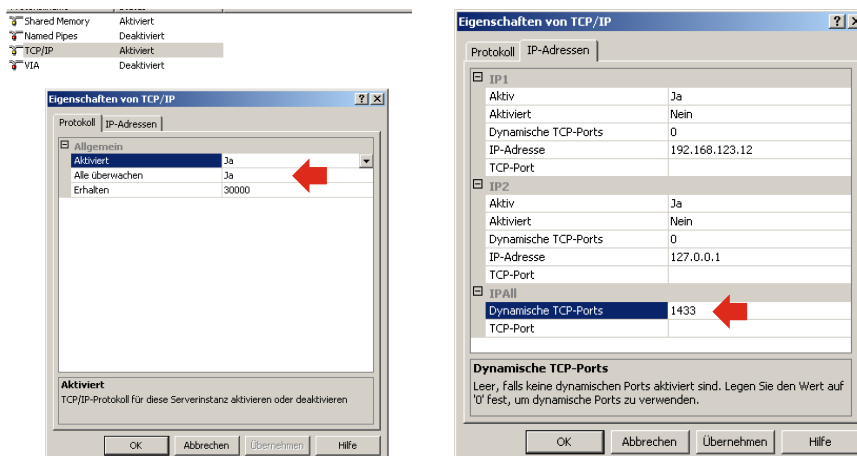 Shared Memory Aktiviert
Named Pipes Deaktiviert
TCP/IP Aktiviert
VIA Deaktiviert
Eigenschaften von TCP/IP
Protokoll IP-Adressen
Allgemein
Aktiviert Ja
Alle überwachen Ja
Erhalten 30000
Aktiviert
TCP/IP-Protokoll für diese Serverinstanz aktivieren oder deaktivieren
OK Abbrechen Übernehmen Hilfe
Eigenschaften von TCP/IP
Protokoll IP-Adressen
IP1
Aktiv Ja
Aktiviert Nein
Dynamische TCP-Ports 0
IP-Adresse 192.168.123.12
TCP-Port
IP2
Aktiv Ja
Aktiviert Nein
Dynamische TCP-Ports 0
IP-Adresse 127.0.0.1
TCP-Port
IPAll
Dynamische TCP-Ports 1433
TCP-Port
Dynamische TCP-Ports
Leer, falls keine dynamischen Ports aktiviert sind. Legen Sie den Wert auf
'0' fest, um dynamische Ports zu verwenden.
OK Abbrechen Übernehmen Hilfe